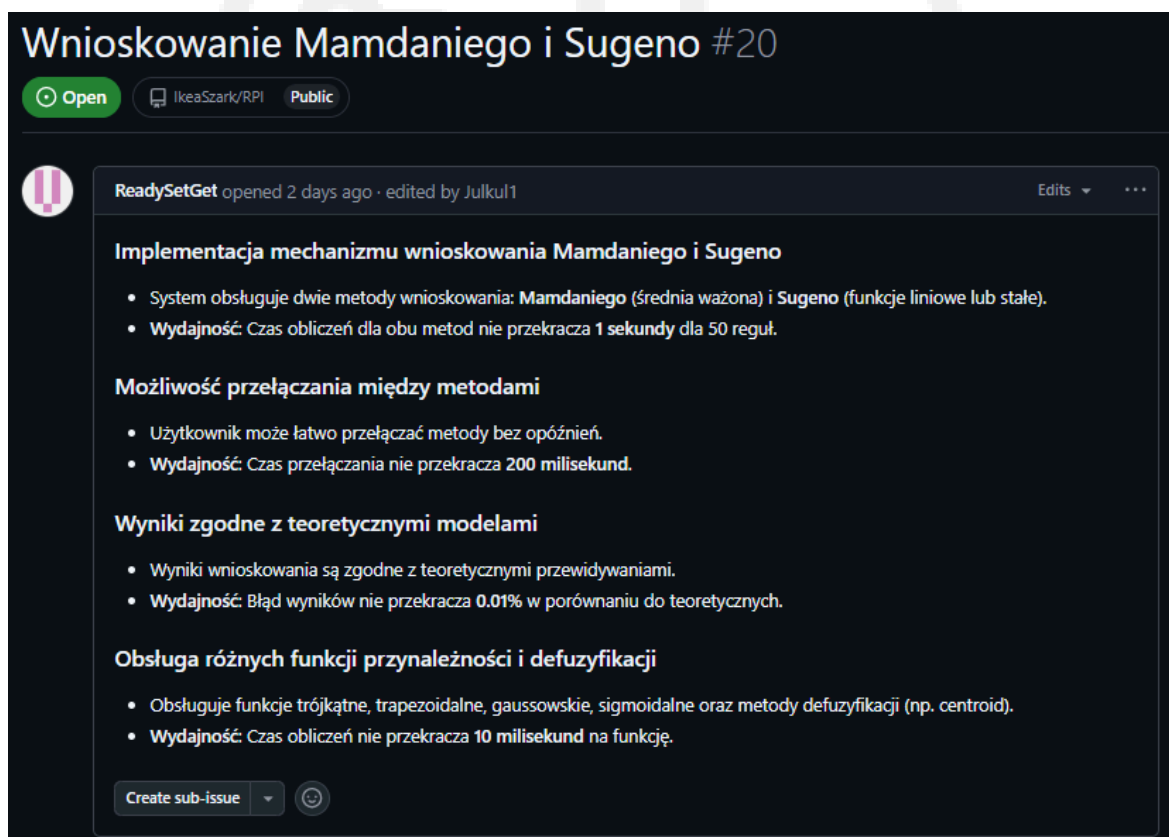 Wnioskowanie Mamdaniego i Sugeno #20
Open IkeaSzark/RPI Public
ReadySetGet opened 2 days ago · edited by Julkul1 Edits
Implementacja mechanizmu wnioskowania Mamdaniego i Sugeno
• System obsługuje dwie metody wnioskowania: Mamdaniego (średnia ważona) i Sugeno (funkcje liniowe lub stałe).
• Wydajność: Czas obliczeń dla obu metod nie przekracza 1 sekundy dla 50 reguł.
Możliwość przełączania między metodami
• Użytkownik może łatwo przełączać metody bez opóźnień.
• Wydajność: Czas przełączania nie przekracza 200 milisekund.
Wyniki zgodne z teoretycznymi modelami
• Wyniki wnioskowania są zgodne z teoretycznymi przewidywaniami.
• Wydajność: Błąd wyników nie przekracza 0.01% w porównaniu do teoretycznych.
Obsługa różnych funkcji przynależności i defuzyfikacji
• Obsługuje funkcje trójkątne, trapezoidalne, gaussowskie, sigmoidalne oraz metody defuzyfikacji (np. centroid).
• Wydajność: Czas obliczeń nie przekracza 10 milisekund na funkcję.
Create sub-issue